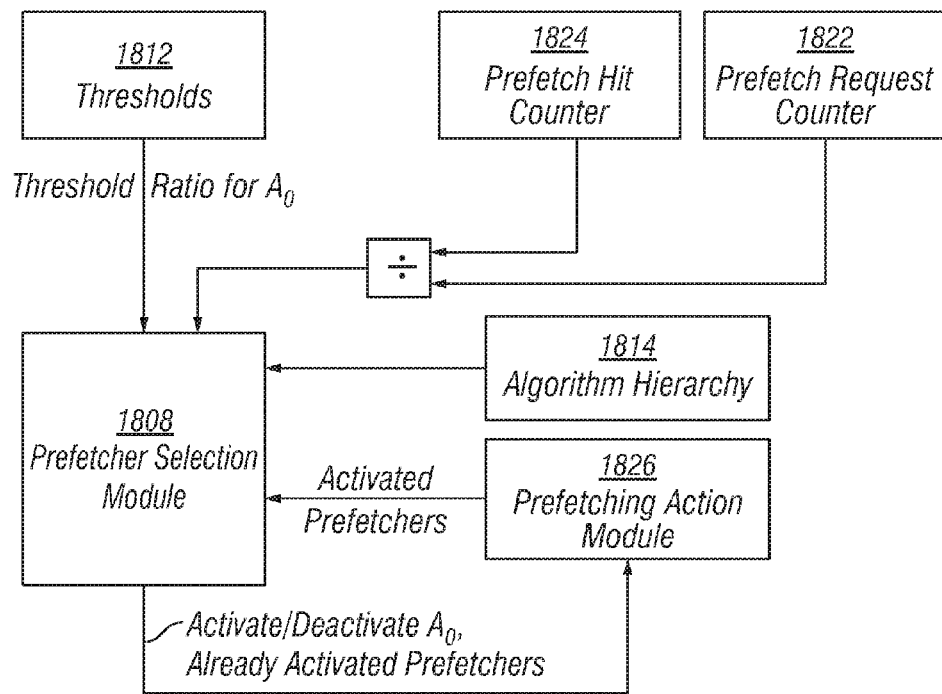 1812
Thresholds
1824
Prefetch Hit
Counter
1822
Prefetch Request
Counter
Threshold Ratio for A₀
÷
1814
Algorithm Hierarchy
1808
Prefetcher Selection
Module
Activated
Prefetchers
1826
Prefetching Action
Module
Activate/Deactivate A₀,
Already Activated Prefetchers